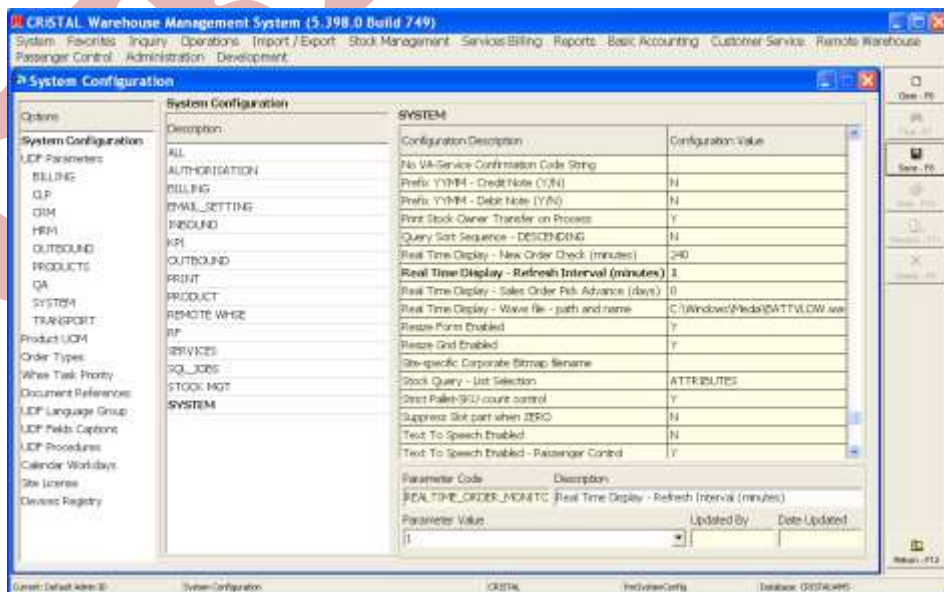 CRISTAL Warehouse Management System (5.398.0 Build 749)
System Favorites Inquiry Operations Import / Export Stock Management Services Billing Reports Basic Accounting Customer Service Remote Warehouse
Passenger Control Administration Development
System Configuration
Options
System Configuration
UDF Parameters
BILLING
CLP
CRM
HRM
OUTBOUND
PRODUCTS
QA
SYSTEM
TRANSPORT
Product UOM
Order Types
Whse Task Priority
Document References
UDF Language Group
UDF Fields Captions
UDF Procedures
Calendar Workdays
Site License
Devices Registry
System Configuration
Description
ALL
AUTHORISATION
BILLING
EMAIL_SETTING
INBOUND
KPI
OUTBOUND
PRINT
PRODUCT
REMOTE WHSE
RF
SERVICES
SQL_JOBS
STOCK MGT
SYSTEM
SYSTEM
Configuration Description Configuration Value
No VA-Service Confirmation Code String
Prefix YYMM - Credit Note (Y/N) N
Prefix YYMM - Debit Note (Y/N) N
Print Stock Owner Transfer on Process Y
Query Sort Sequence - DESCENDING N
Real Time Display - New Order Check (minutes) 240
Real Time Display - Refresh Interval (minutes) 1
Real Time Display - Sales Order Pick Advance (days) 0
Real Time Display - Wave file - path and name C:\Windows\Media\BATTVLOW.wav
Resize Form Enabled Y
Resize Grid Enabled Y
Site-specific Corporate Bitmap filename
Stock Query - List Selection ATTRIBUTES
Strict Pallet-SKU count control Y
Suppress Slot part when ZERO N
Text To Speech Enabled N
Text To Speech Enabled - Passenger Control Y
Parameter Code Description
REALTIME_ORDER_MONITO Real Time Display - Refresh Interval (minutes)
Parameter Value Updated By Date Updated
1
Clear - F5
Save - F8
Return - F12
Current: Default Admin ID System Configuration CRISTAL frmSystemConfig Database: CRISTALWMS